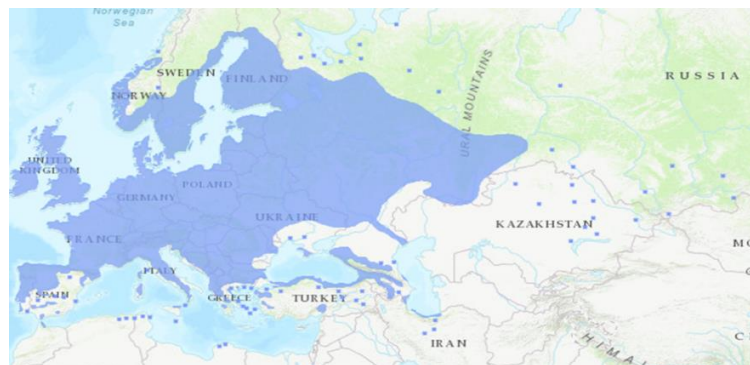 Norwegian
Sea
SWEDEN
FINLAND
NORWAY
RUSSIA
URAL MOUNTAINS
UNITED
KINGDOM
POLAND
GERMANY
UKRAINE
KAZAKHSTAN
FRANCE
ITALY
SPAIN
GREECE
TURKEY
IRAN